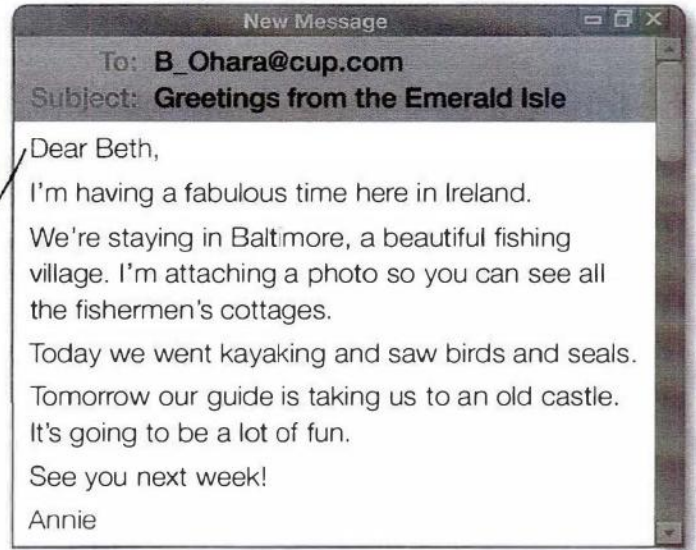 New Message
To: B_Ohara@cup.com
Subject: Greetings from the Emerald Isle
Dear Beth,
I'm having a fabulous time here in Ireland.
We're staying in Baltimore, a beautiful fishing
village. I'm attaching a photo so you can see all
the fishermen's cottages.
Today we went kayaking and saw birds and seals.
Tomorrow our guide is taking us to an old castle.
It's going to be a lot of fun.
See you next week!
Annie